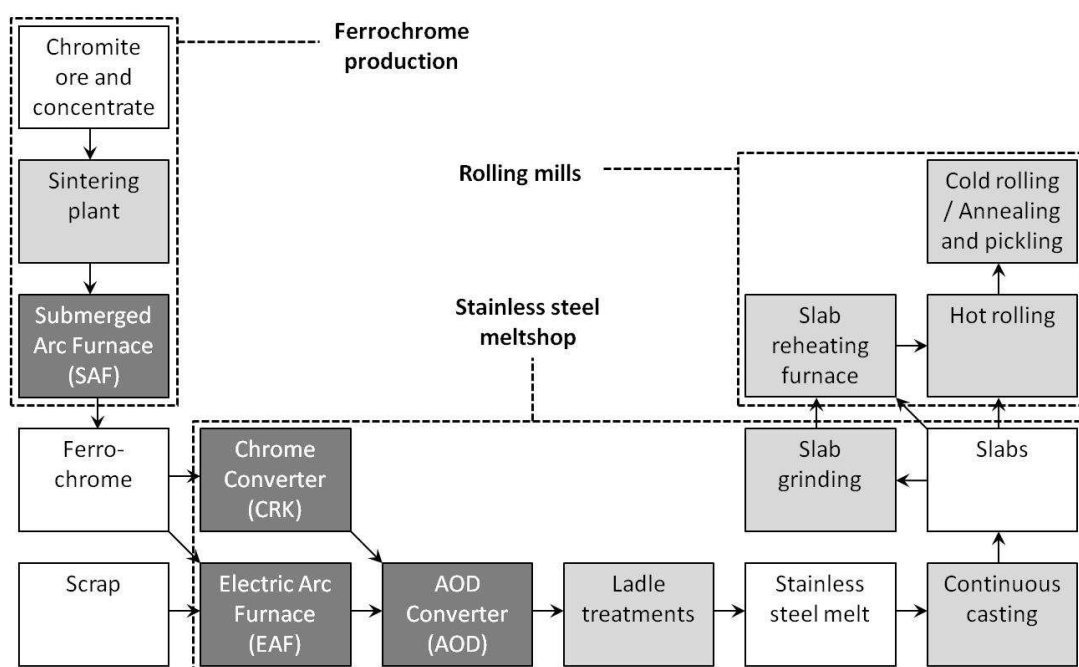 Chromite
ore and
concentrate
Ferrochrome
production
Sintering
plant
Rolling mills
Cold rolling
/ Annealing
and pickling
Submerged
Arc Furnace
(SAF)
Stainless steel
meltshop
Slab
reheating
furnace
Hot rolling
Ferro-
chrome
Chrome
Converter
(CRK)
Slab
grinding
Slabs
Scrap
Electric Arc
Furnace
(EAF)
AOD
Converter
(AOD)
Ladle
treatments
Stainless
steel melt
Continuous
casting